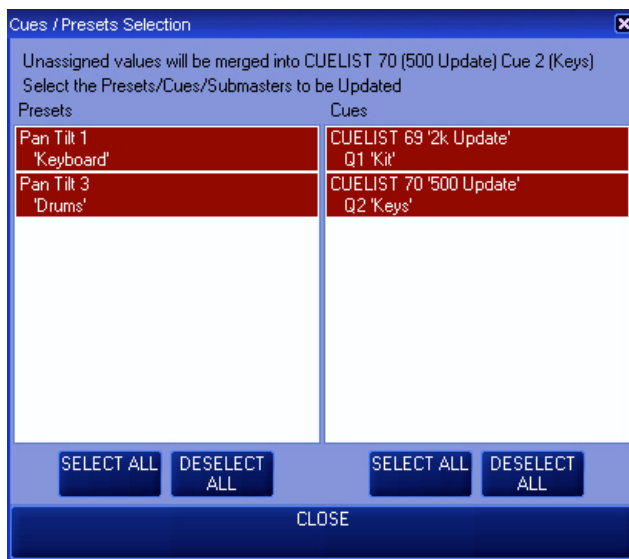 Cues / Presets Selection
Unassigned values will be merged into CUELIST 70 (500 Update) Cue 2 (Keys)
Select the Presets/Cues/Submasters to be Updated
Presets
Pan Tilt 1
'Keyboard'
Pan Tilt 3
'Drums'
Cues
CUELIST 69 '2k Update'
Q1 'Kit'
CUELIST 70 '500 Update'
Q2 'Keys'
SELECT ALL
DESELECT
ALL
SELECT ALL
DESELECT
ALL
CLOSE